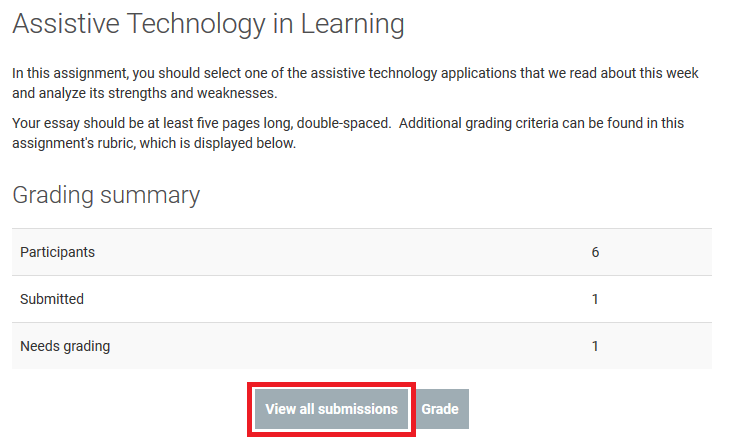 Assistive Technology in Learning
In this assignment, you should select one of the assistive technology applications that we read about this week
and analyze its strengths and weaknesses.
Your essay should be at least five pages long, double-spaced.  Additional grading criteria can be found in this
assignment's rubric, which is displayed below.
Grading summary
Participants 6
Submitted 1
Needs grading 1
View all submissions Grade